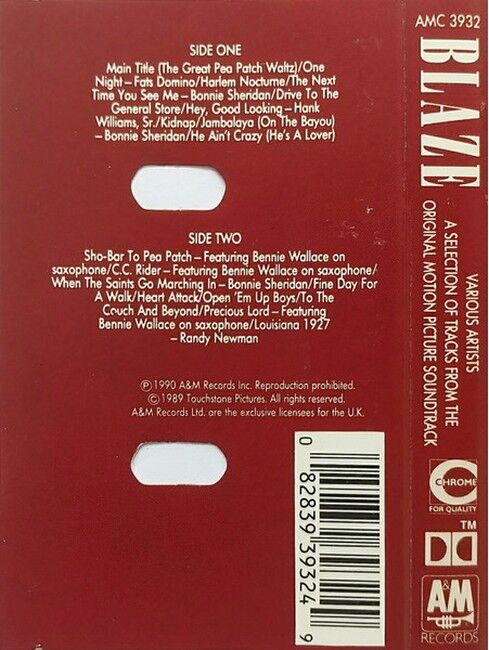 SIDE ONE
Main Title (The Great Pea Patch Waltz)/One
Night – Fats Domino/Harlem Nocturne/The Next
Time You See Me – Bonnie Sheridan/Drive To The
General Store/Hey, Good Looking – Hank
Williams, Sr./Kidnap/Jambalaya (On The Bayou)
– Bonnie Sheridan/He Ain't Crazy (He's A Lover)
SIDE TWO
Sho-Bar To Pea Patch – Featuring Bennie Wallace on
saxophone/C.C. Rider – Featuring Bennie Wallace on saxophone/
When The Saints Go Marching In – Bonnie Sheridan/Fine Day For
A Walk/Heart Attack/Open 'Em Up Boys/To The
Cuch And Beyond/Precious Lord – Featuring
Bennie Wallace on saxophone/Louisiana 1927
– Randy Newman
Ⓟ 1990 A&M Records Inc. Reproduction prohibited.
© 1989 Touchstone Pictures. All rights reserved.
A&M Records Ltd. are the exclusive licensees for the U.K.
0 82839 39324 9
AMC 3932
BLAZE
VARIOUS ARTISTS
A SELECTION OF TRACKS FROM THE
ORIGINAL MOTION PICTURE SOUNDTRACK
CHROME
FOR QUALITY
TM
A&M
RECORDS